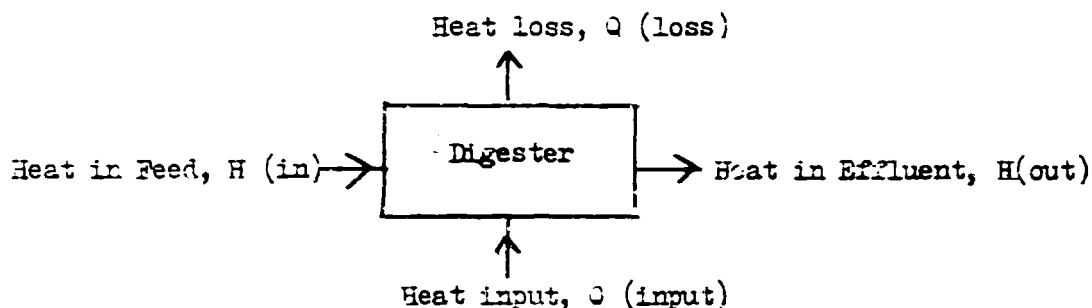 Heat loss, Q (loss)
Digester
Heat in Feed, H (in)
Heat in Effluent, H(out)
Heat input, Q (input)